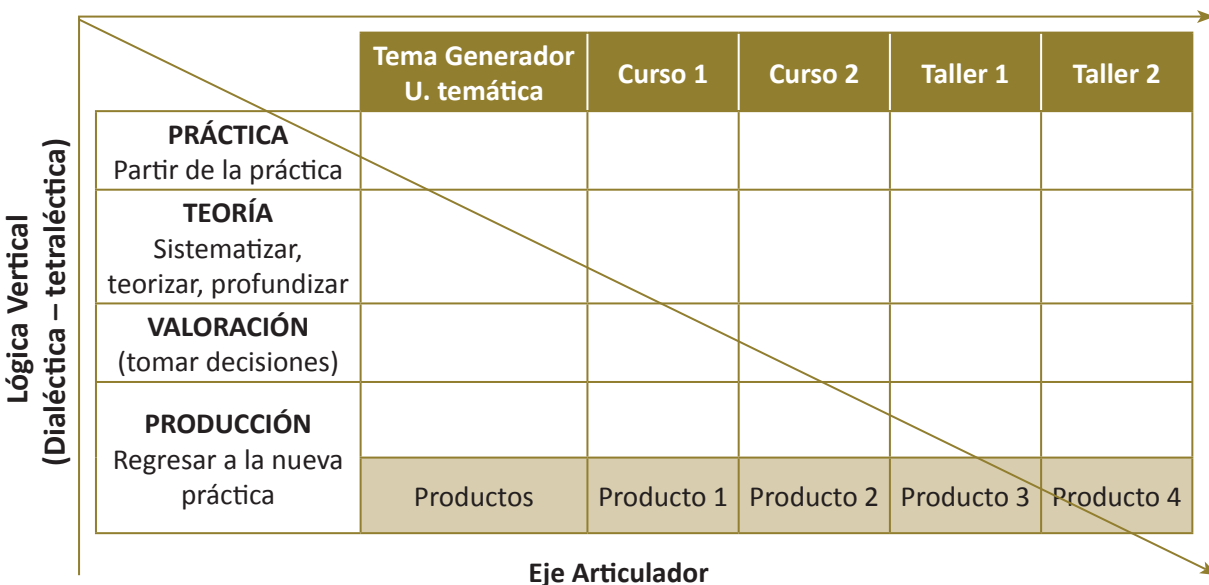 Tema Generador
U. temática
Curso 1
Curso 2
Taller 1
Taller 2
Lógica Vertical
(Dialéctica – tetraléctica)
PRÁCTICA
Partir de la práctica
TEORÍA
Sistematizar,
teorizar, profundizar
VALORACIÓN
(tomar decisiones)
PRODUCCIÓN
Regresar a la nueva
práctica
Productos
Producto 1
Producto 2
Producto 3
Producto 4
Eje Articulador